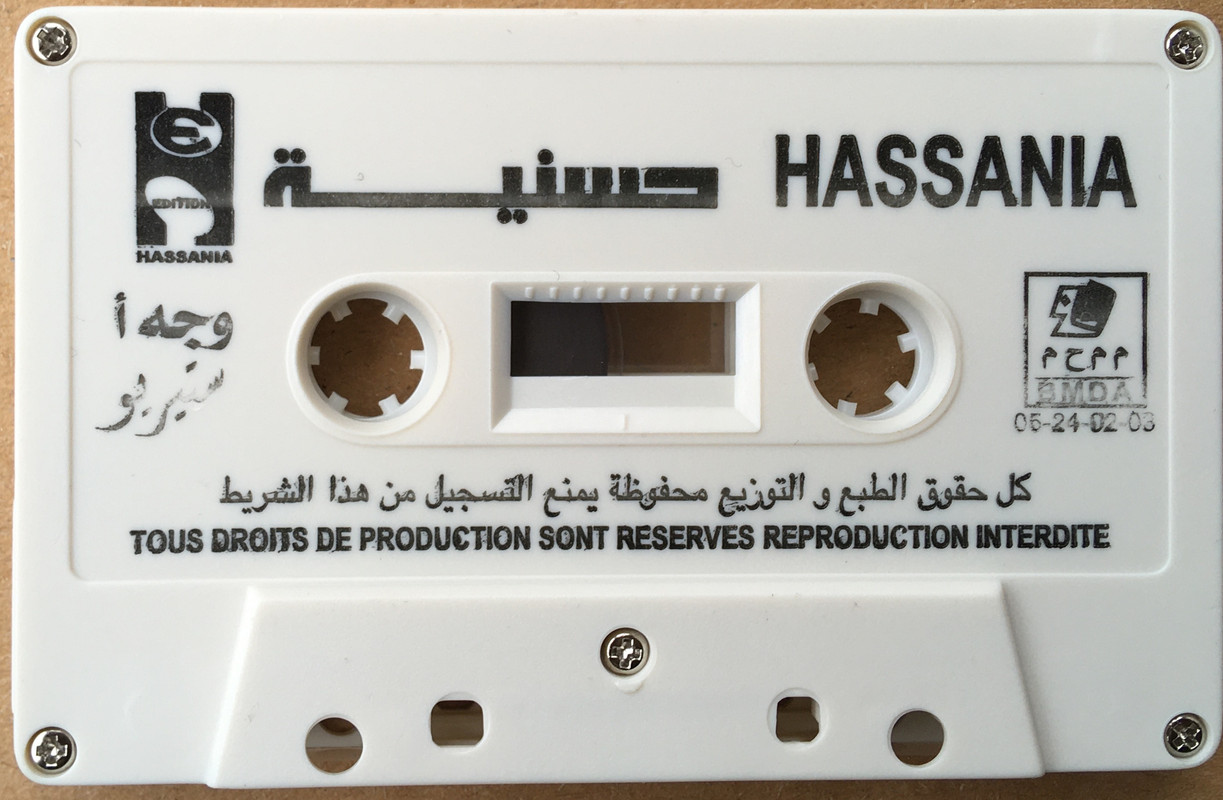 Є
EDITION
HASSANIA
حسنية
HASSANIA
وجه أ
ستيريو
م م ح م
BMDA
05-24-02-03
كل حقوق الطبع و التوزيع محفوظة يمنع التسجيل من هذا الشريط
TOUS DROITS DE PRODUCTION SONT RESERVES REPRODUCTION INTERDITE